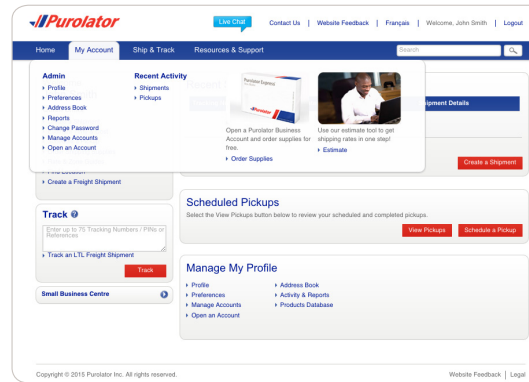 Purolator
Live Chat
Contact Us | Website Feedback | Français | Welcome, John Smith | Logout
Home My Account Ship & Track Resources & Support Search
Admin
Profile
Preferences
Address Book
Reports
Change Password
Manage Accounts
Open an Account
Recent Activity
Shipments
Pickups
Purolator Express
Purolator
Open a Purolator Business
Account and order supplies for
free.
Order Supplies
Use our estimate tool to get
shipping rates in one step!
Estimate
Shipment Details
Create a Shipment
Find Location
Create a Freight Shipment
Track
Enter up to 75 Tracking Numbers / PINs or
References
Track an LTL Freight Shipment
Track
Small Business Centre
Scheduled Pickups
Select the View Pickups button below to review your scheduled and completed pickups.
View Pickups Schedule a Pickup
Manage My Profile
Profile
Preferences
Manage Accounts
Open an Account
Address Book
Activity & Reports
Products Database
Copyright © 2015 Purolator Inc. All rights reserved.
Website Feedback | Legal